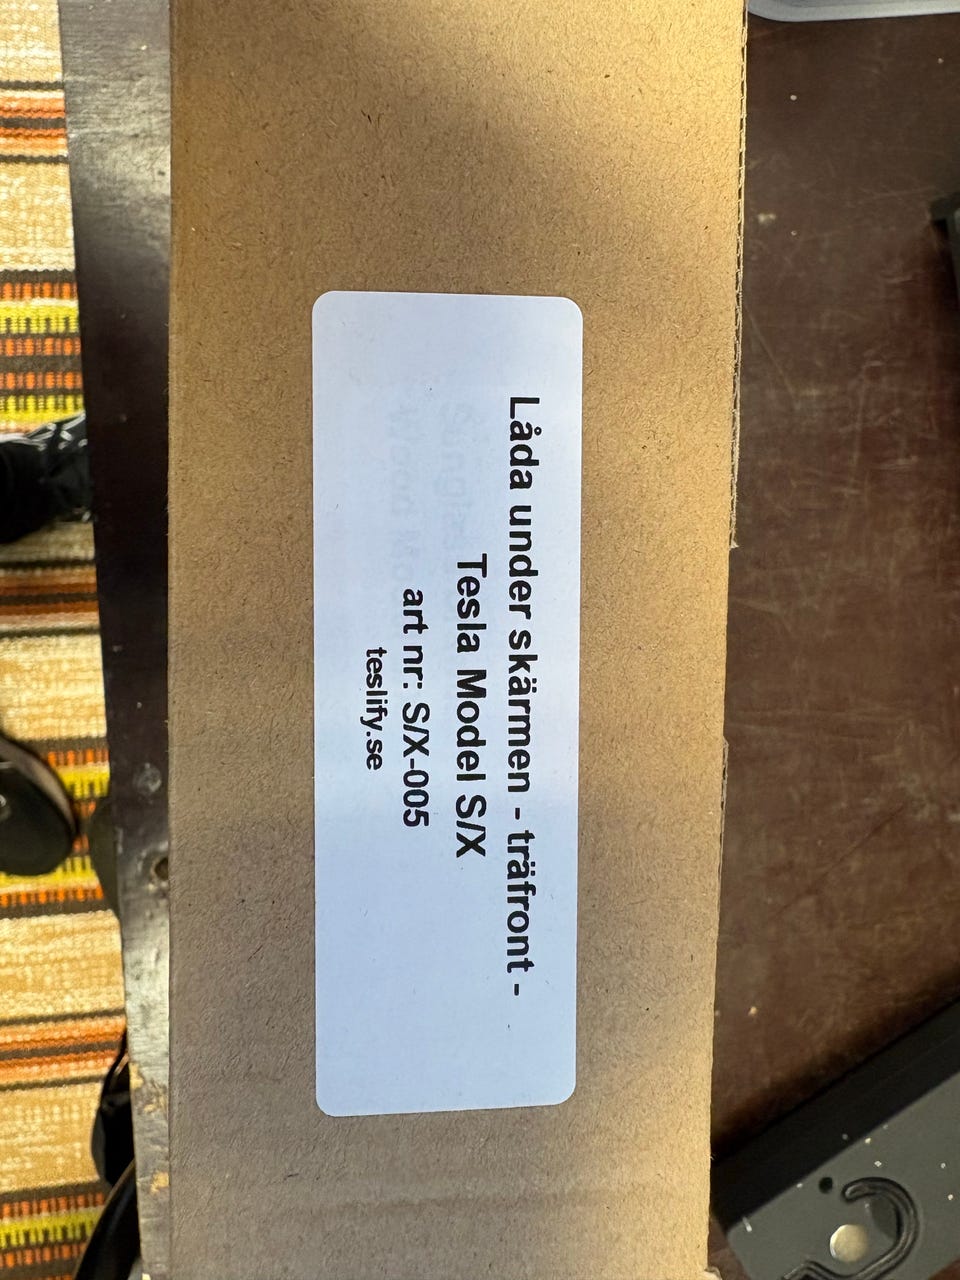 Låda under skärmen - träfront -
Tesla Model S/X
art nr: S/X-005
teslify.se